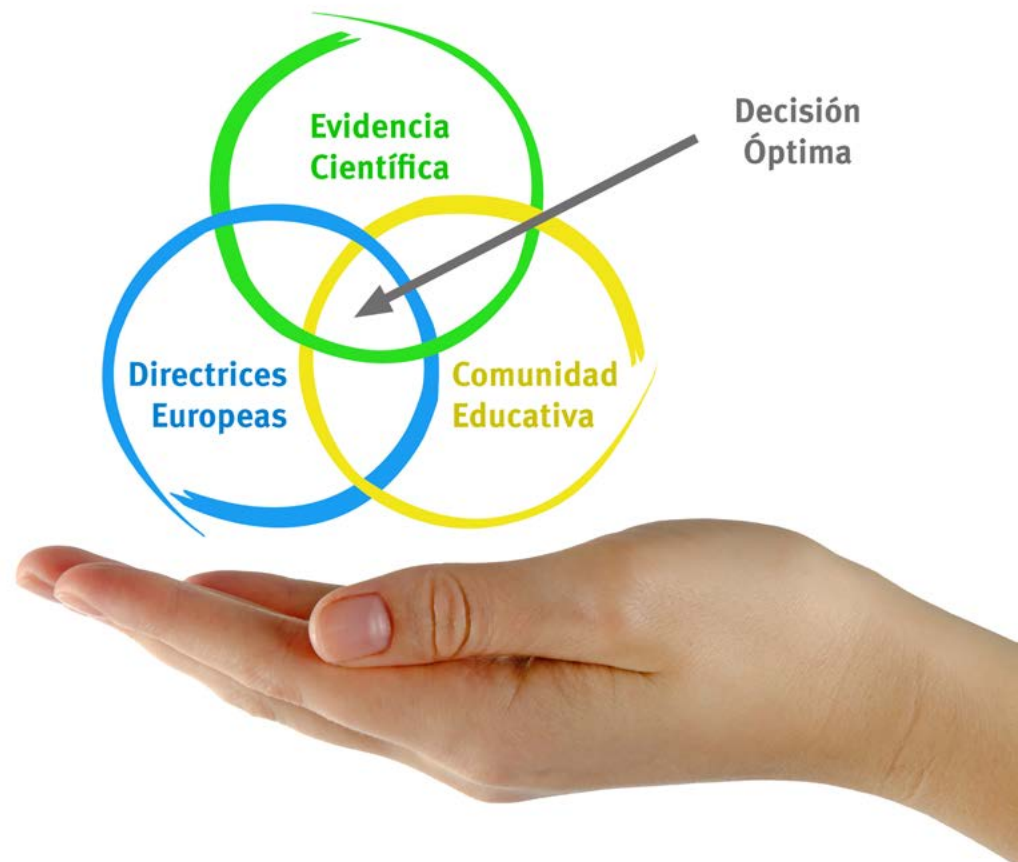 Evidencia
Científica
Decisión
Óptima
Directrices
Europeas
Comunidad
Educativa